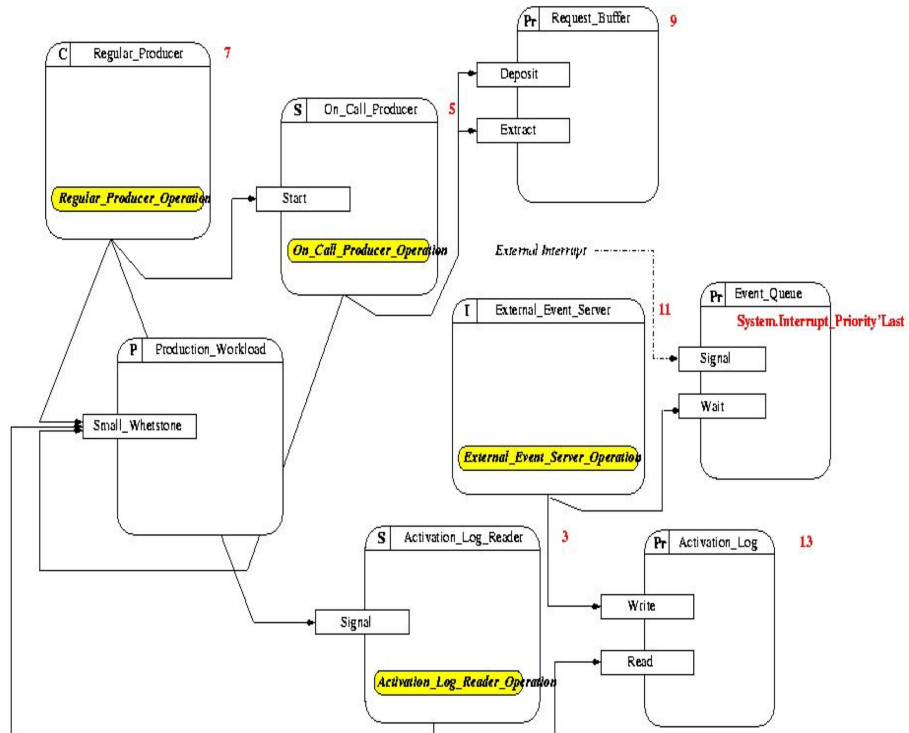 Pr Request_Buffer 9
C Regular_Producer 7
Deposit
S On_Call_Producer 5
Extract
Regular_Producer_Operation
Start
On_Call_Producer_Operation
External Interrupt
Pr Event_Queue
System.Interrupt_Priority'Last
I External_Event_Server 11
P Production_Workload
Signal
Wait
Small_Whetstone
External_Event_Server_Operation
S Activation_Log_Reader 3
Pr Activation_Log 13
Write
Signal
Read
Activation_Log_Reader_Operation